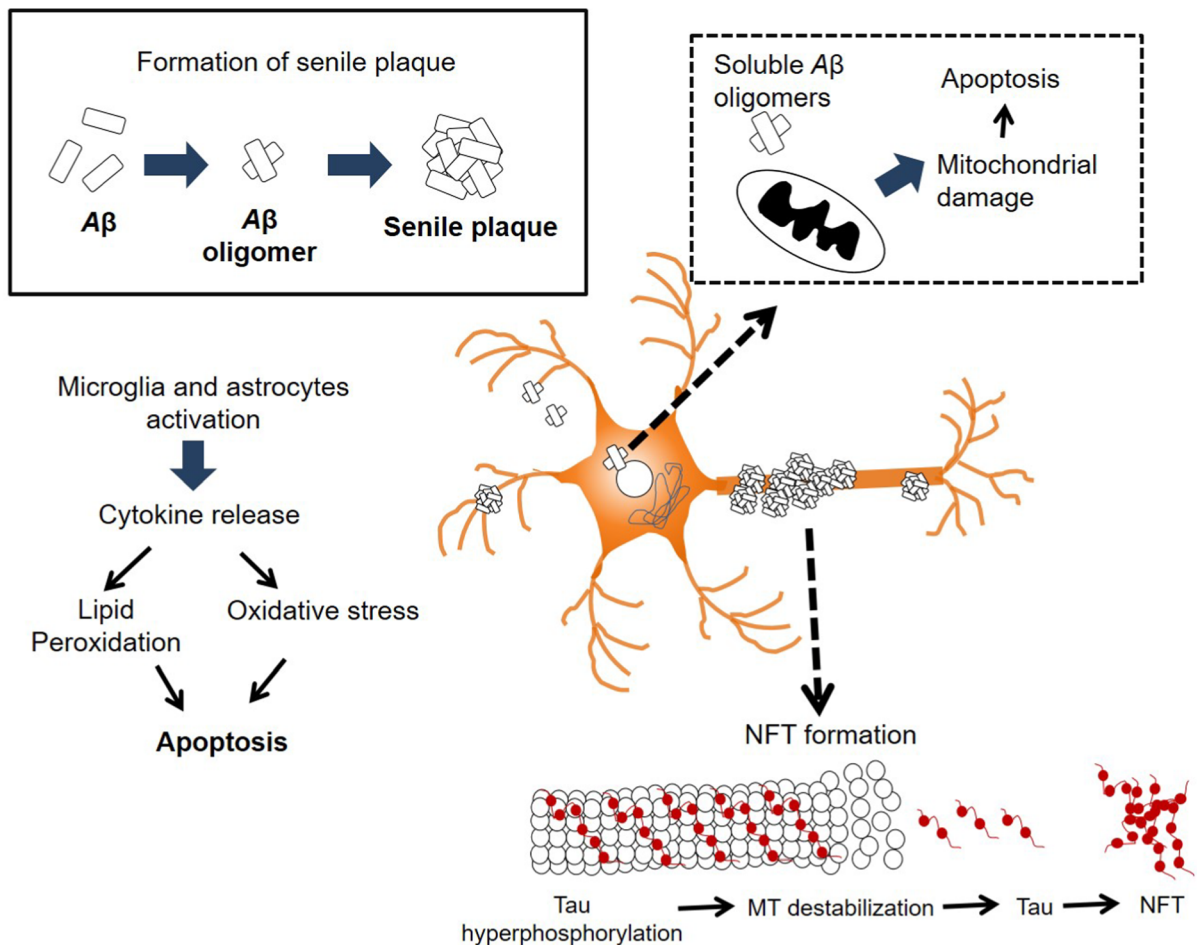 Formation of senile plaque
Aβ
Aβ
oligomer
Senile plaque
Soluble Aβ
oligomers
Apoptosis
Mitochondrial
damage
Microglia and astrocytes
activation
Cytokine release
Lipid
Peroxidation
Oxidative stress
Apoptosis
NFT formation
Tau
hyperphosphorylation
MT destabilization
Tau
NFT